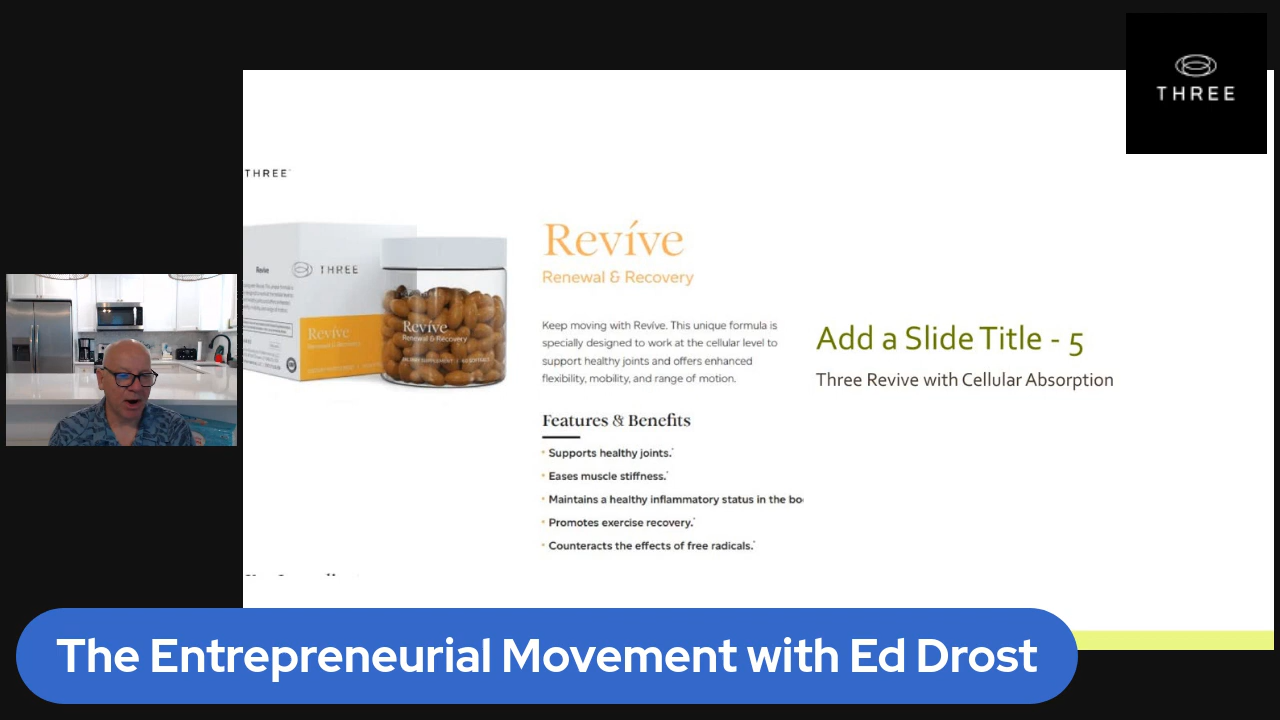 THREE
THREE
THREE
Revive
Renewal & Recovery
Revíve
Renewal & Recovery
Revíve
Renewal & Recovery
Keep moving with Revive. This unique formula is
specially designed to work at the cellular level to
support healthy joints and offers enhanced
flexibility, mobility, and range of motion.
Features & Benefits
• Supports healthy joints.*
• Eases muscle stiffness.*
• Maintains a healthy inflammatory status in the bo
• Promotes exercise recovery.*
• Counteracts the effects of free radicals.*
Add a Slide Title - 5
Three Revive with Cellular Absorption
The Entrepreneurial Movement with Ed Drost